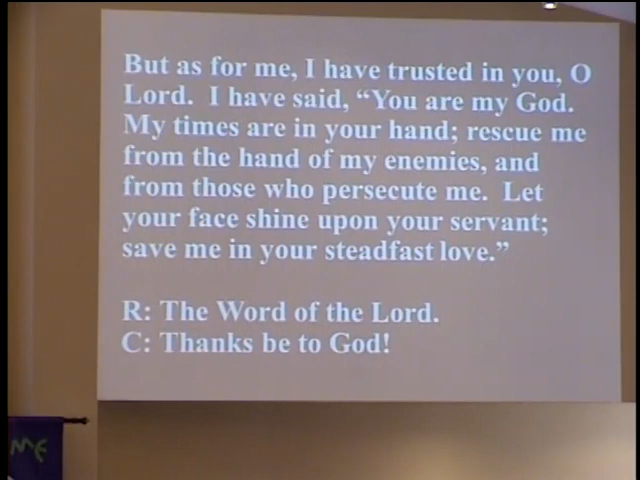 But as for me, I have trusted in you, O
Lord. I have said, “You are my God.
My times are in your hand; rescue me
from the hand of my enemies, and
from those who persecute me. Let
your face shine upon your servant;
save me in your steadfast love.”
R: The Word of the Lord.
C: Thanks be to God!
ME